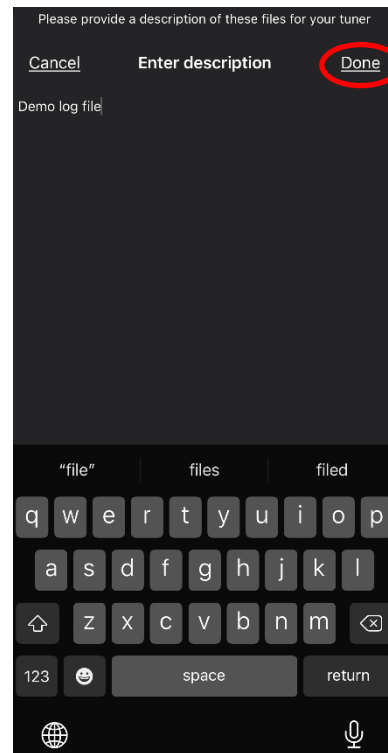 Please provide a description of these files for your tuner
Cancel Enter description Done
Demo log file
“file” files filed
q w e r t y u i o p
a s d f g h j k l
z x c v b n m
123 space return